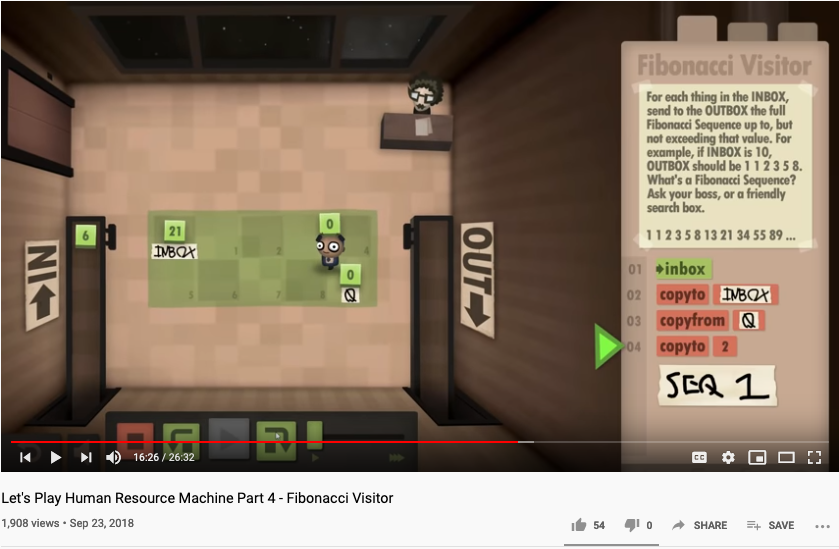 Fibonacci Visitor
For each thing in the INBOX,
send to the OUTBOX the full
Fibonacci Sequence up to, but
not exceeding that value. For
example, if INBOX is 10,
OUTBOX should be 1 1 2 3 5 8.
What's a Fibonacci Sequence?
Ask your boss, or a friendly
search box.
1 1 2 3 5 8 13 21 34 55 89 ...
01 inbox
02 copyto INBOX
03 copyfrom Q
04 copyto 2
SEQ 1
6
21
0
INBOX
1
2
4
0
5
6
7
8
Q
IN
OUT
16:26 / 26:32
CC
Let's Play Human Resource Machine Part 4 - Fibonacci Visitor
1,908 views • Sep 23, 2018
54
0
SHARE
SAVE